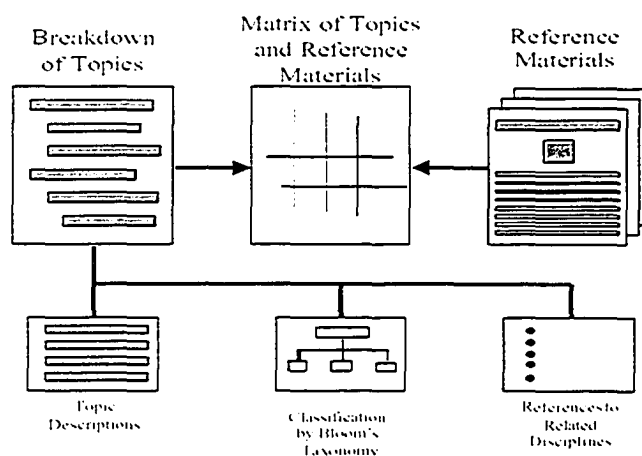 Breakdown
of Topics
Matrix of Topics
and Reference
Materials
Reference
Materials
Topic
Descriptions
Classification
by Bloom's
Taxonomy
References to
Related
Disciplines